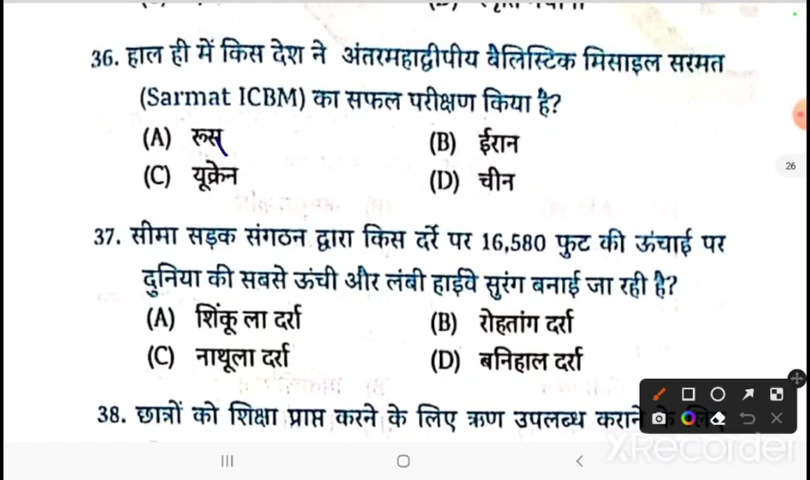 36. हाल ही में किस देश ने अंतरमहाद्वीपीय बैलिस्टिक मिसाइल सरमत
(Sarmat ICBM) का सफल परीक्षण किया है?
(A) रूस
(B) ईरान
(C) यूक्रेन
(D) चीन
26
37. सीमा सड़क संगठन द्वारा किस दर्रे पर 16,580 फुट की ऊंचाई पर
दुनिया की सबसे ऊंची और लंबी हाईवे सुरंग बनाई जा रही है?
(A) शिंकू ला दर्रा
(B) रोहतांग दर्रा
(C) नाथूला दर्रा
(D) बनिहाल दर्रा
38. छात्रों को शिक्षा प्राप्त करने के लिए ऋण उपलब्ध कराने के लिए
XRecorder